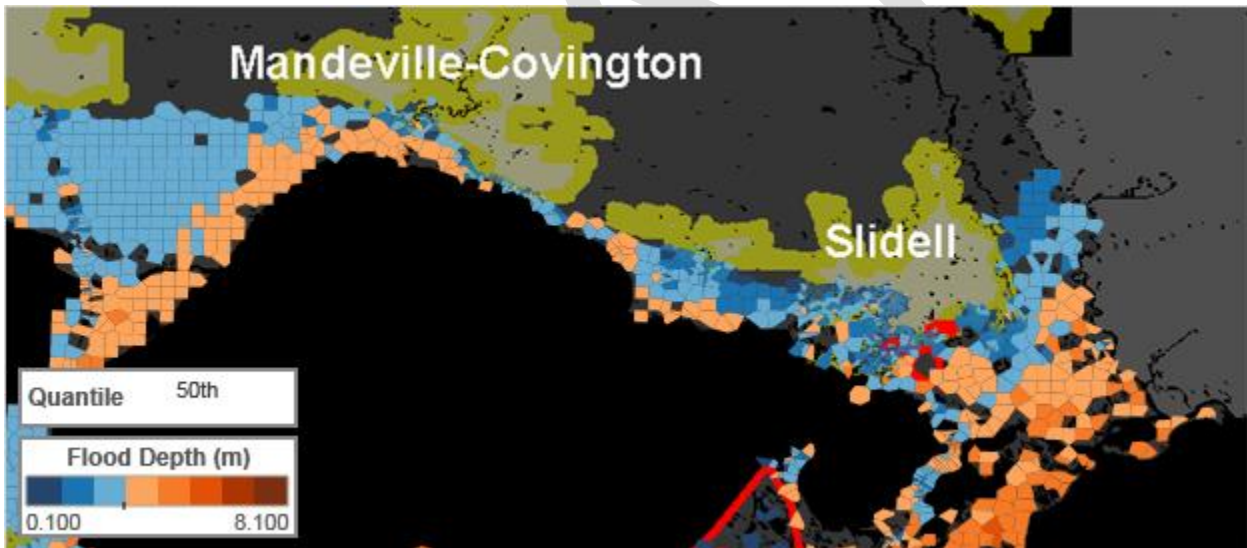 Mandeville-Covington
Slidell
Quantile 50th
Flood Depth (m)
0.100 8.100